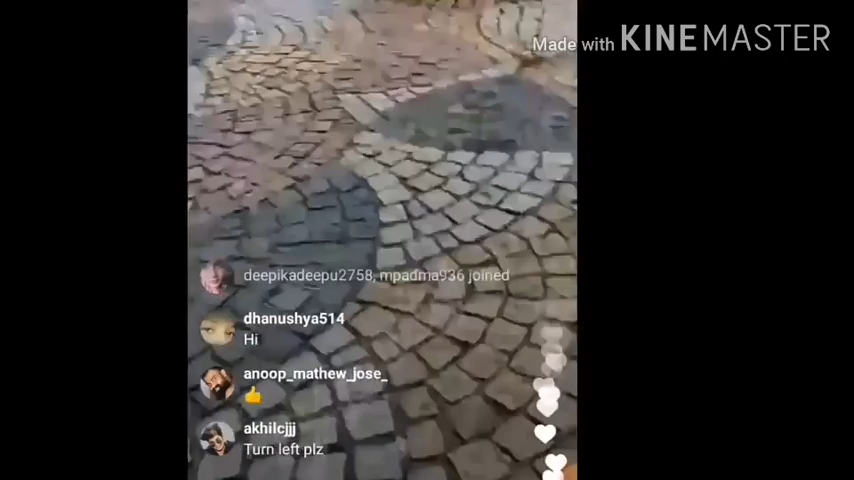 Made with KINEMASTER
deepikadeepu2758, mpadma936 joined
dhanushya514
Hi
anoop_mathew_jose_
👍
akhilcjjj
Turn left plz